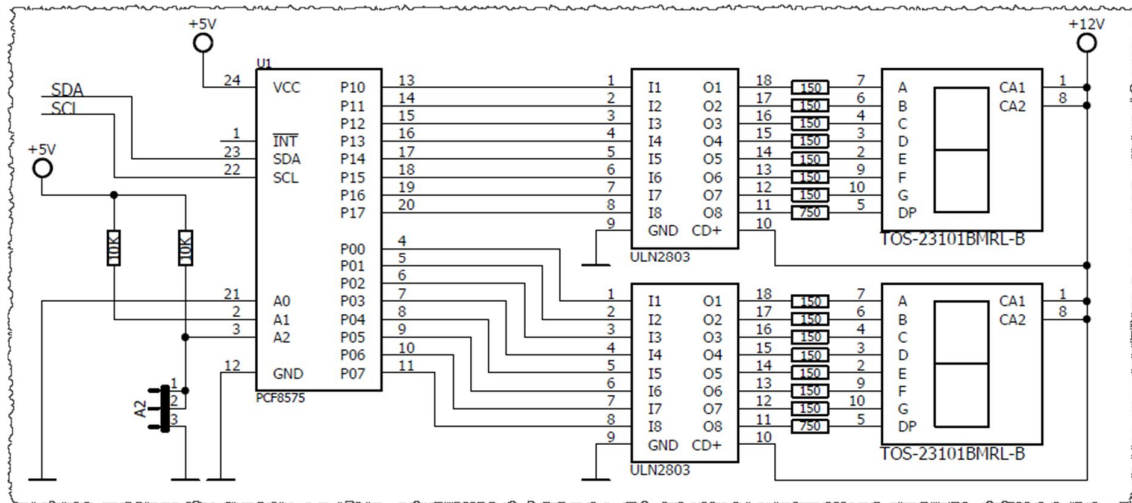 +5V
+12V
U1
SDA
SCL
+5V
24 VCC P10 13
P11 14
P12 15
1 INT P13 16
23 SDA P14 17
22 SCL P15 18
P16 19
P17 20
P00 4
P01 5
P02 6
21 A0 P03 7
2 A1 P04 8
3 A2 P05 9
P06 10
12 GND P07 11
PCF8575
10K
10K
A2
1
2
3
1 I1 O1 18 150 7 A CA1 1
2 I2 O2 17 150 6 B CA2 8
3 I3 O3 16 150 4 C
4 I4 O4 15 150 3 D
5 I5 O5 14 150 2 E
6 I6 O6 13 150 9 F
7 I7 O7 12 150 10 G
8 I8 O8 11 750 5 DP
9 GND CD+ 10
ULN2803
TOS-23101BMRL-B
1 I1 O1 18 150 7 A CA1 1
2 I2 O2 17 150 6 B CA2 8
3 I3 O3 16 150 4 C
4 I4 O4 15 150 3 D
5 I5 O5 14 150 2 E
6 I6 O6 13 150 9 F
7 I7 O7 12 150 10 G
8 I8 O8 11 750 5 DP
9 GND CD+ 10
ULN2803
TOS-23101BMRL-B